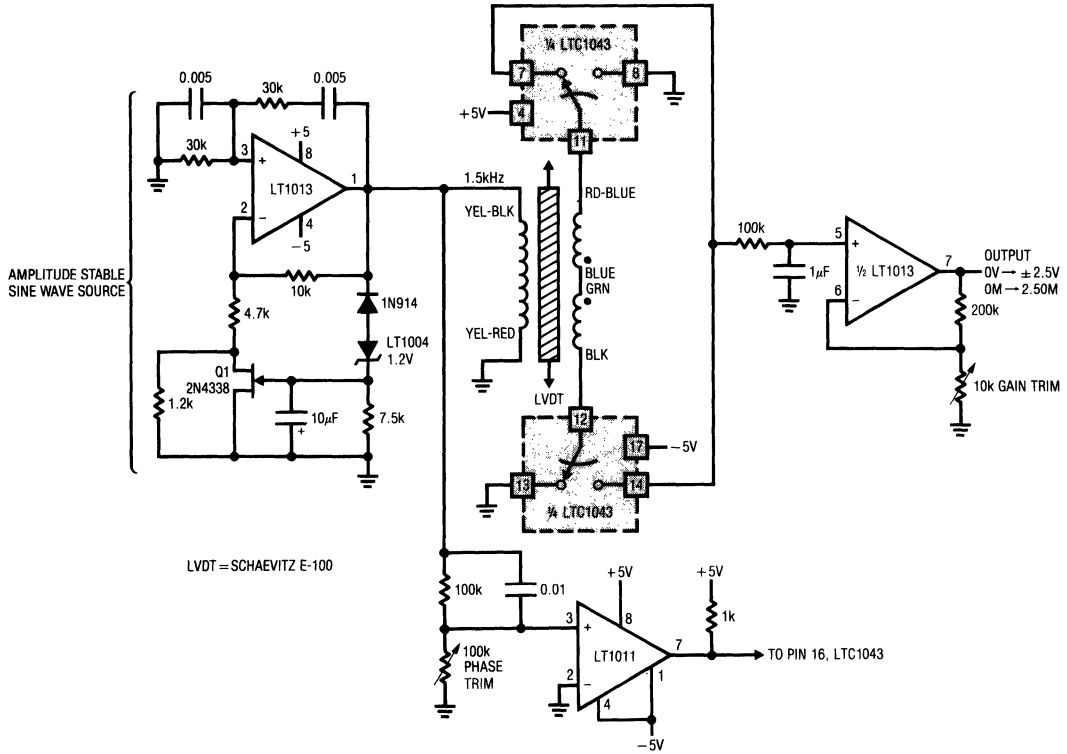 AMPLITUDE STABLE
SINE WAVE SOURCE
0.005
30k
0.005
30k
+5
3
8
+
LT1013
1
2
−
4
−5
10k
4.7k
1N914
LT1004
1.2V
Q1
2N4338
1.2k
10µF
+
7.5k
LVDT = SCHAEVITZ E-100
1.5kHz
YEL-BLK
YEL-RED
LVDT
¼ LTC1043
7
8
+5V
4
11
RD-BLUE
BLUE
GRN
BLK
12
17
−5V
13
14
¼ LTC1043
100k
1µF
5
+
½ LT1013
7
6
−
OUTPUT
0V → ±2.5V
0M → 2.50M
200k
10k GAIN TRIM
100k
0.01
100k
PHASE
TRIM
+5V
8
3
+
LT1011
7
2
−
1
4
−5V
+5V
1k
TO PIN 16, LTC1043